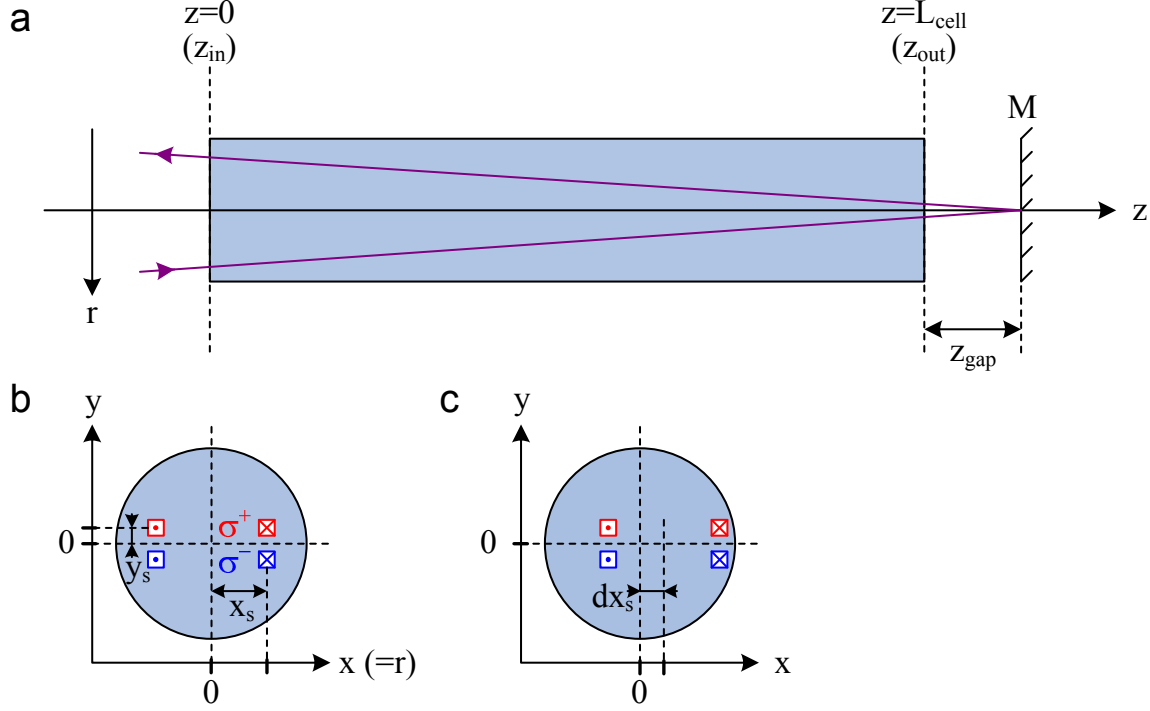 a
z=0
(z_in)
z=L_cell
(z_out)
M
z
r
z_gap
b
y
0
y_s
σ⁺
σ⁻
x_s
x (=r)
0
c
y
0
dx_s
x
0